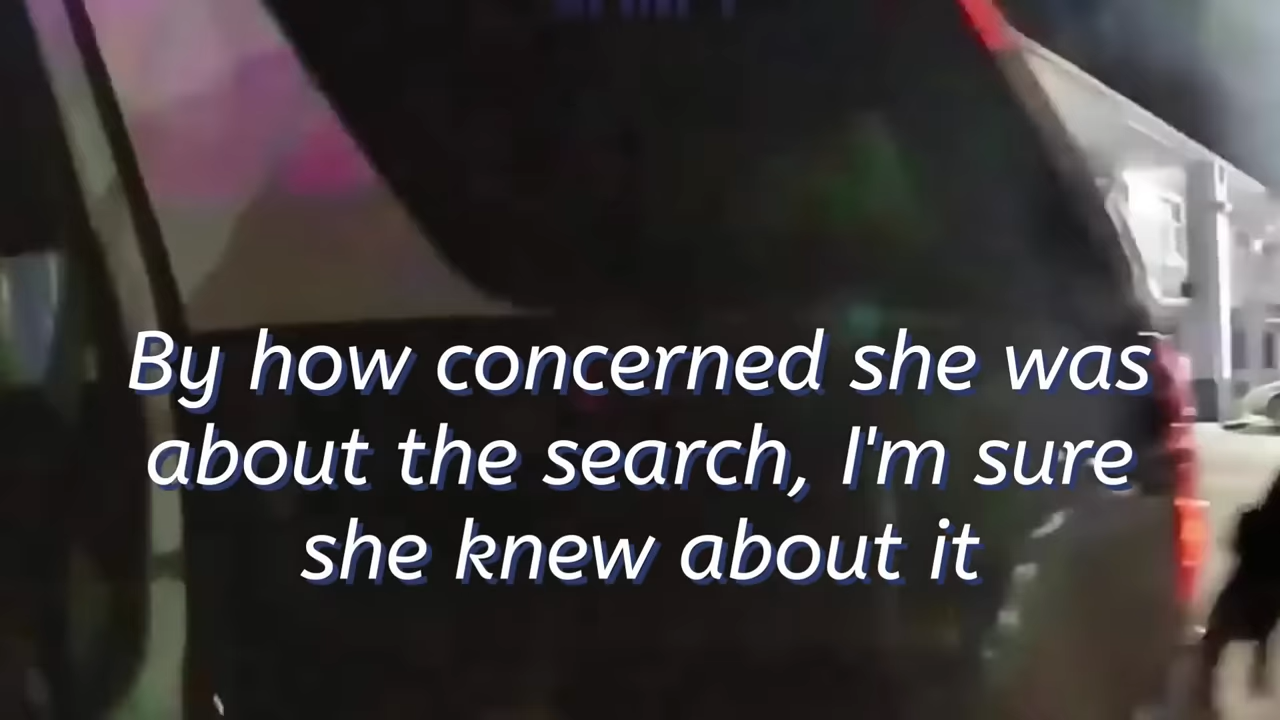 By how concerned she was
about the search, I'm sure
she knew about it